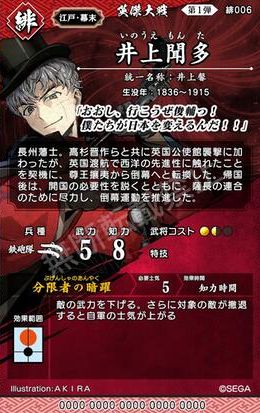 緋
江戸・幕末
英傑大戦
第1弾
緋006
いのうえ もんた
井上聞多
統一名称：井上馨
生没年：1836～1915
「おおし、行こうぜ俊輔っ！
僕たちが日本を変えるんだ！！」
長州藩士。高杉晋作らと共に英国公使館襲撃に加
わったが、英国渡航で西洋の先進性に触れたこと
を契機に、尊王攘夷から倒幕へと転換した。帰国
後は、開国の必要性を説くとともに、薩長の連合
のために尽力し、倒幕運動を推進した。
兵種 武力 知力 武将コスト
鉄砲隊 5 8 特技
ぶげんしゃのあんやく
分限者の暗躍
必要士気
5
効果時間
知力時間
効果範囲
敵の武力を下げる。さらに対象の敵が撤退
すると自軍の士気が上がる
Illustration:AKIRA
©SEGA
0000-0000-0000-0000-0000